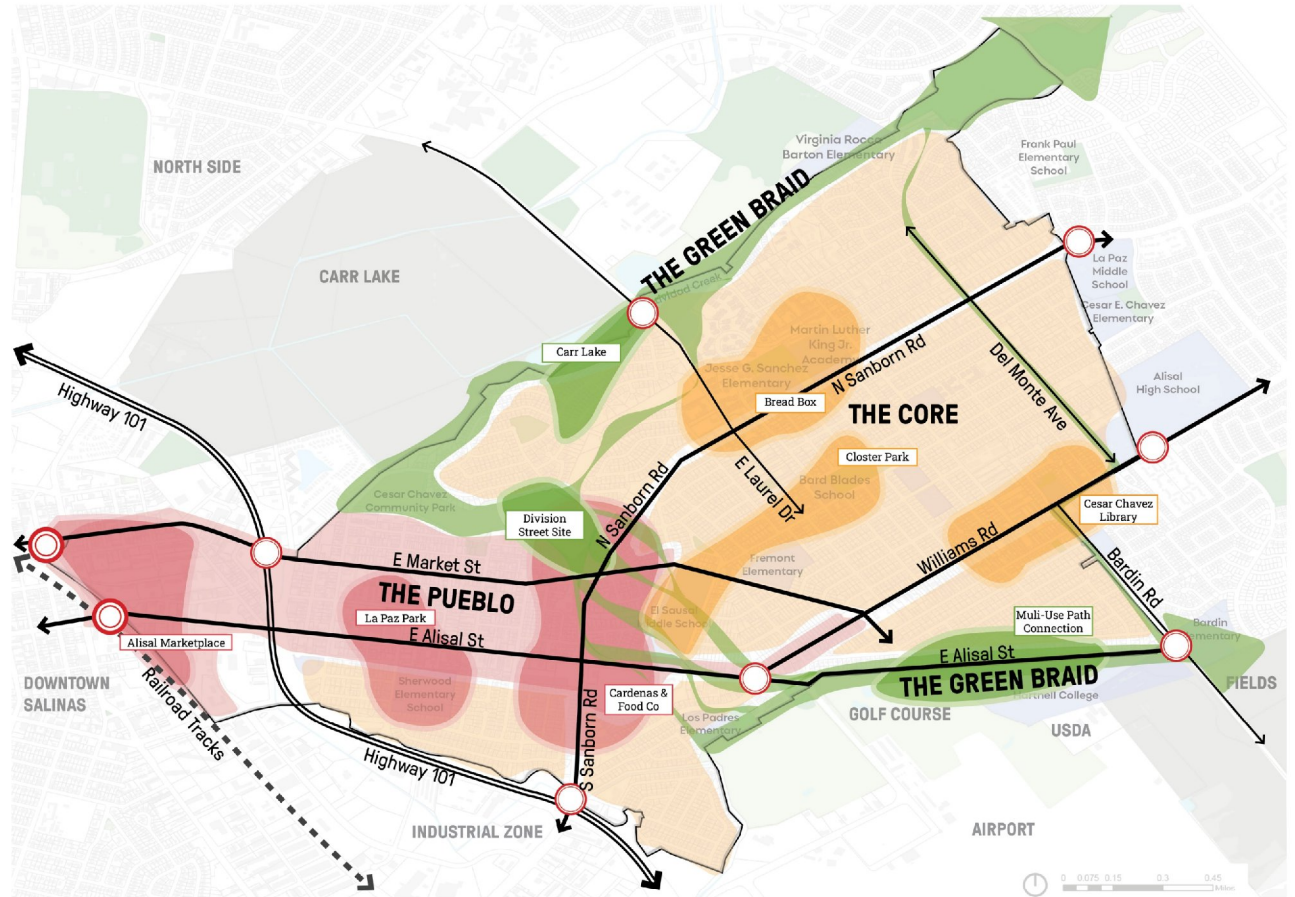 Virginia Rocca
Barton Elementary
Frank Paul
Elementary
School
NORTH SIDE
THE GREEN BRAID
CARR LAKE
La Paz
Middle
School
Cesar E. Chavez
Elementary
Creek
Martin Luther
King Jr.
Academy
Carr Lake
Jesse G. Sanchez
Elementary
N Sanborn Rd
Del Monte Ave
Alisal
High School
Bread Box
THE CORE
Highway 101
Closter Park
E Laurel Dr
Bard Blades
School
N Sanborn Rd
Cesar Chavez
Community Park
Division
Street Site
Cesar Chavez
Library
Williams Rd
E Market St
Fremont
Elementary
Bardin Rd
THE PUEBLO
La Paz Park
El Sausal
Middle School
Muli-Use Path
Connection
Bardin
Elementary
Alisal Marketplace
E Alisal St
E Alisal St
THE GREEN BRAID
DOWNTOWN
SALINAS
Railroad Tracks
Sherwood
Elementary
School
Cardenas &
Food Co
Los Padres
Elementary
Hartnell College
FIELDS
GOLF COURSE
USDA
S Sanborn Rd
Highway 101
INDUSTRIAL ZONE
AIRPORT
0 0.075 0.15 0.3 0.45
Miles